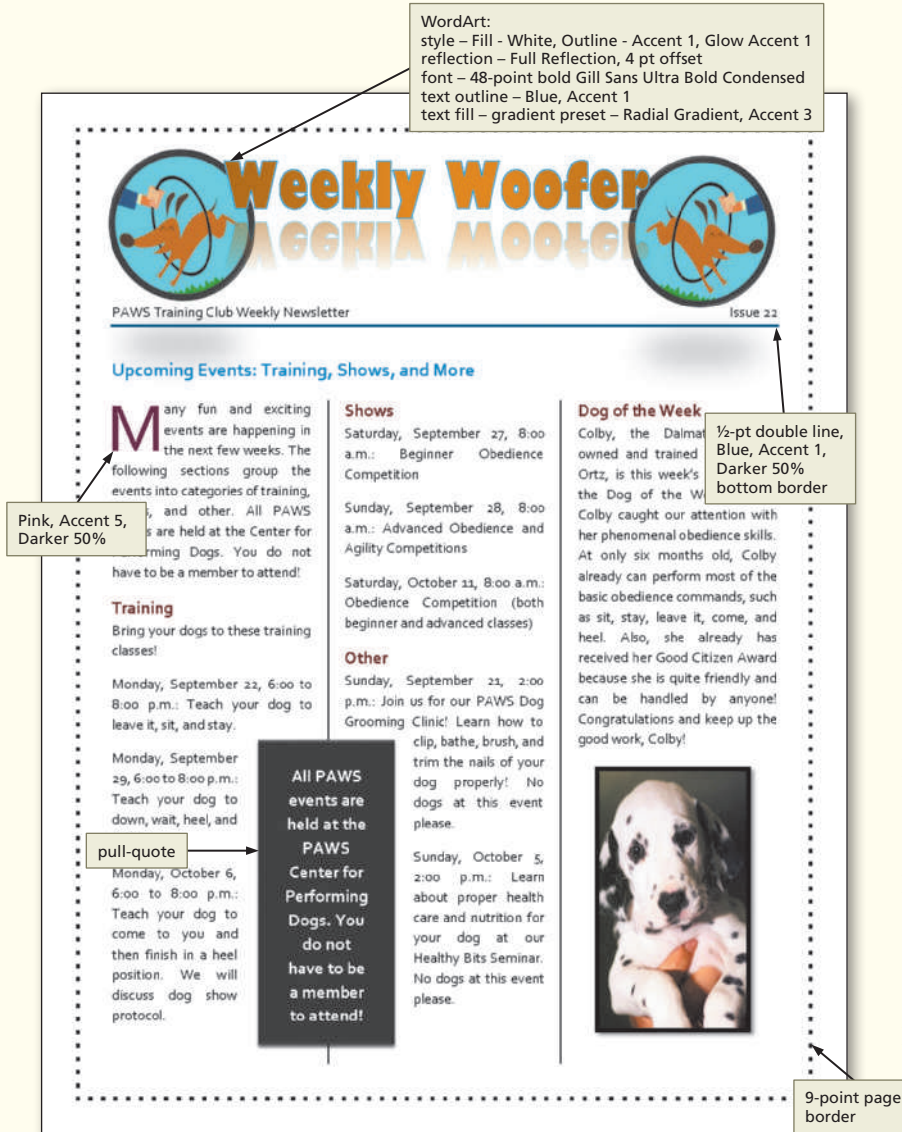 WordArt:
style – Fill - White, Outline - Accent 1, Glow Accent 1
reflection – Full Reflection, 4 pt offset
font – 48-point bold Gill Sans Ultra Bold Condensed
text outline – Blue, Accent 1
text fill – gradient preset – Radial Gradient, Accent 3
Weekly Woofer
PAWS Training Club Weekly Newsletter
Issue 22
Upcoming Events: Training, Shows, and More
Many fun and exciting
events are happening in
the next few weeks. The
following sections group the
events into categories of training,
and other. All PAWS
are held at the Center for
Dogs. You do not
have to be a member to attend!
Pink, Accent 5,
Darker 50%
Training
Bring your dogs to these training
classes!
Monday, September 22, 6:00 to
8:00 p.m.: Teach your dog to
leave it, sit, and stay.
Monday, September
29, 6:00 to 8:00 p.m.:
Teach your dog to
down, wait, heel, and
pull-quote
Monday, October 6,
6:00 to 8:00 p.m.:
Teach your dog to
come to you and
then finish in a heel
position. We will
discuss dog show
protocol.
All PAWS
events are
held at the
PAWS
Center for
Performing
Dogs. You
do not
have to be
a member
to attend!
Shows
Saturday, September 27, 8:00
a.m.: Beginner Obedience
Competition
Sunday, September 28, 8:00
a.m.: Advanced Obedience and
Agility Competitions
Saturday, October 11, 8:00 a.m.:
Obedience Competition (both
beginner and advanced classes)
Other
Sunday, September 21, 2:00
p.m.: Join us for our PAWS Dog
Grooming Clinic! Learn how to
clip, bathe, brush, and
trim the nails of your
dog properly! No
dogs at this event
please.
Sunday, October 5,
2:00 p.m.: Learn
about proper health
care and nutrition for
your dog at our
Healthy Bits Seminar.
No dogs at this event
please.
Dog of the Week
Colby, the
owned and trained
Ortz, is this week's
the Dog of the
Colby caught our attention with
her phenomenal obedience skills.
At only six months old, Colby
already can perform most of the
basic obedience commands, such
as sit, stay, leave it, come, and
heel. Also, she already has
received her Good Citizen Award
because she is quite friendly and
can be handled by anyone!
Congratulations and keep up the
good work, Colby!
½-pt double line,
Blue, Accent 1,
Darker 50%
bottom border
9-point page
border